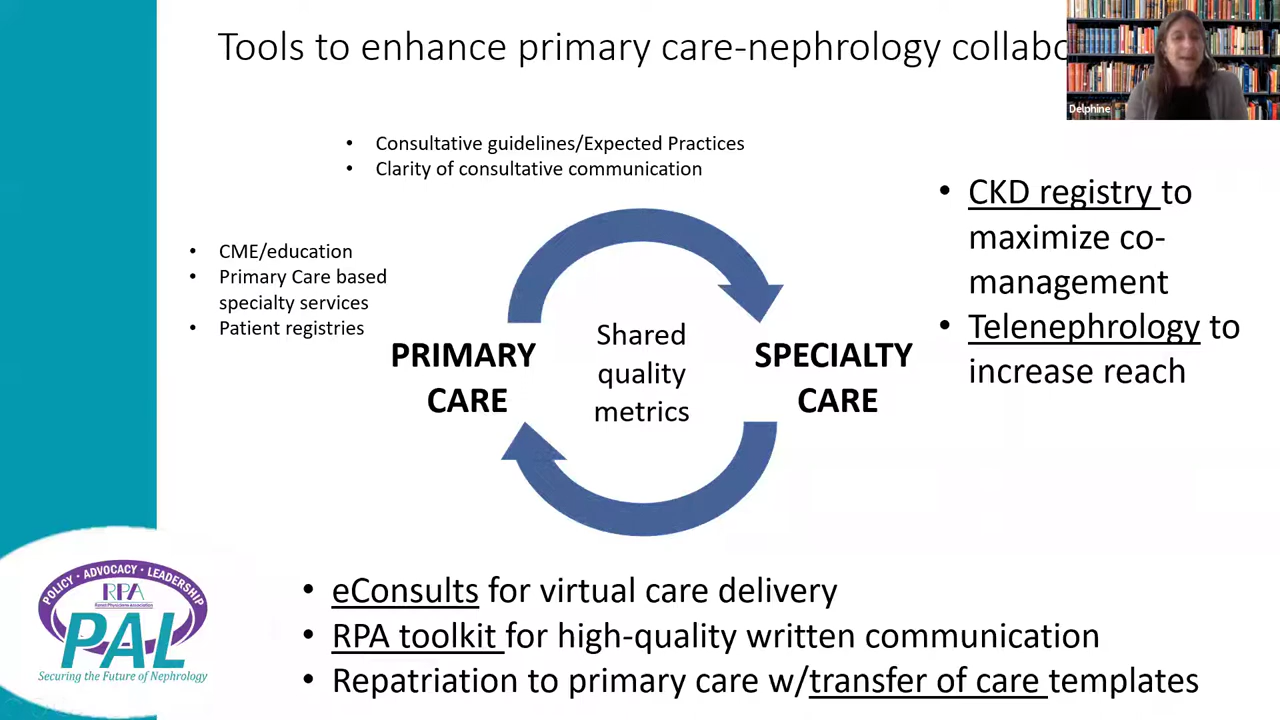 Tools to enhance primary care-nephrology collabo
Delphine
• Consultative guidelines/Expected Practices
• Clarity of consultative communication
• CME/education
• Primary Care based
specialty services
• Patient registries
PRIMARY
CARE
Shared
quality
metrics
SPECIALTY
CARE
• CKD registry to
maximize co-
management
• Telenephrology to
increase reach
• eConsults for virtual care delivery
• RPA toolkit for high-quality written communication
• Repatriation to primary care w/transfer of care templates
POLICY • ADVOCACY • LEADERSHIP
RPA
Renal Physicians Association
PAL
Securing the Future of Nephrology